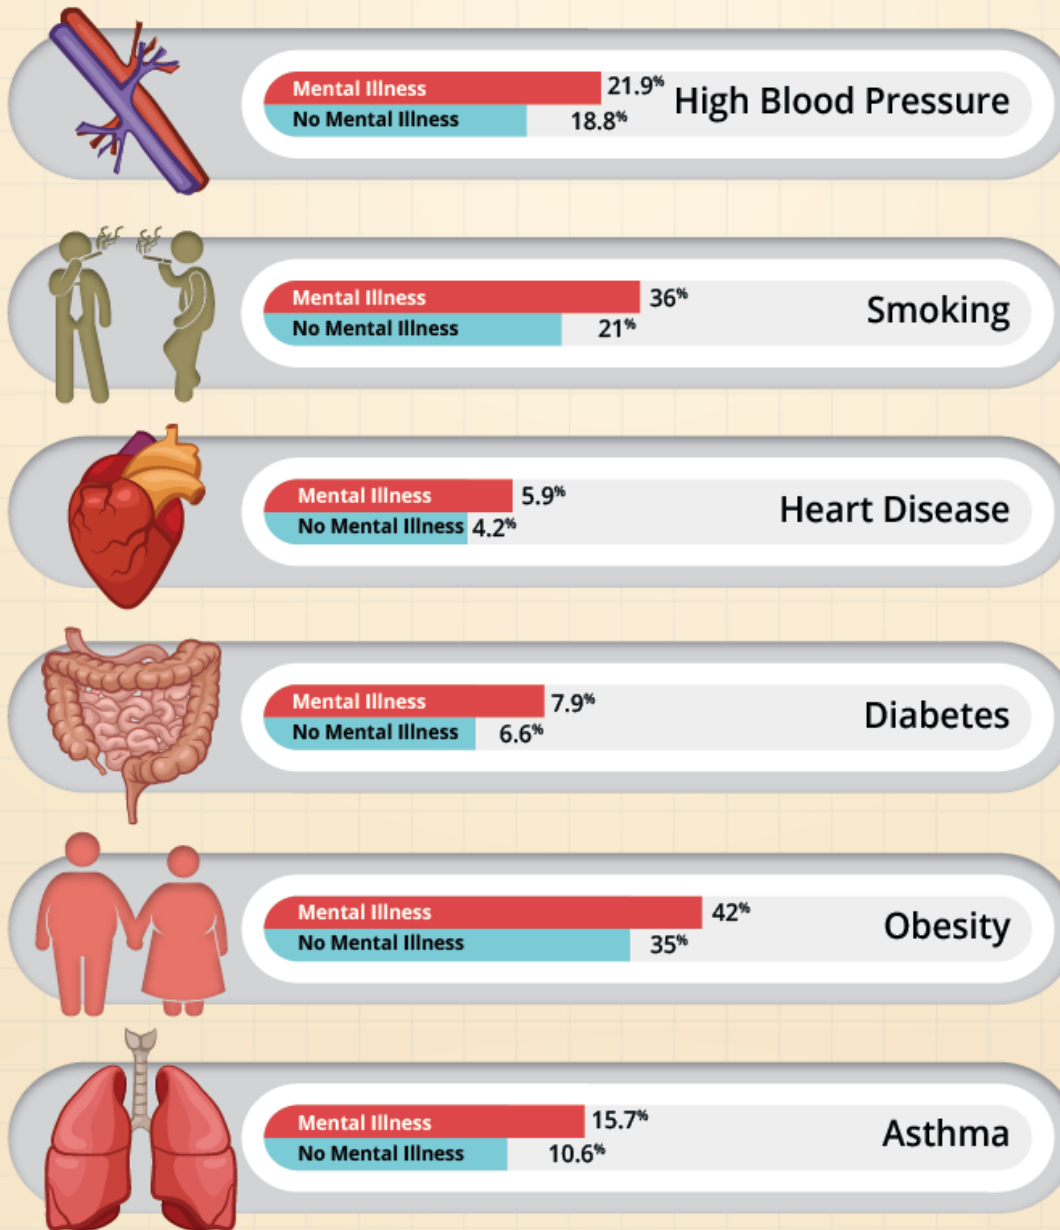 Mental Illness 21.9%
No Mental Illness 18.8%
High Blood Pressure
Mental Illness 36%
No Mental Illness 21%
Smoking
Mental Illness 5.9%
No Mental Illness 4.2%
Heart Disease
Mental Illness 7.9%
No Mental Illness 6.6%
Diabetes
Mental Illness 42%
No Mental Illness 35%
Obesity
Mental Illness 15.7%
No Mental Illness 10.6%
Asthma